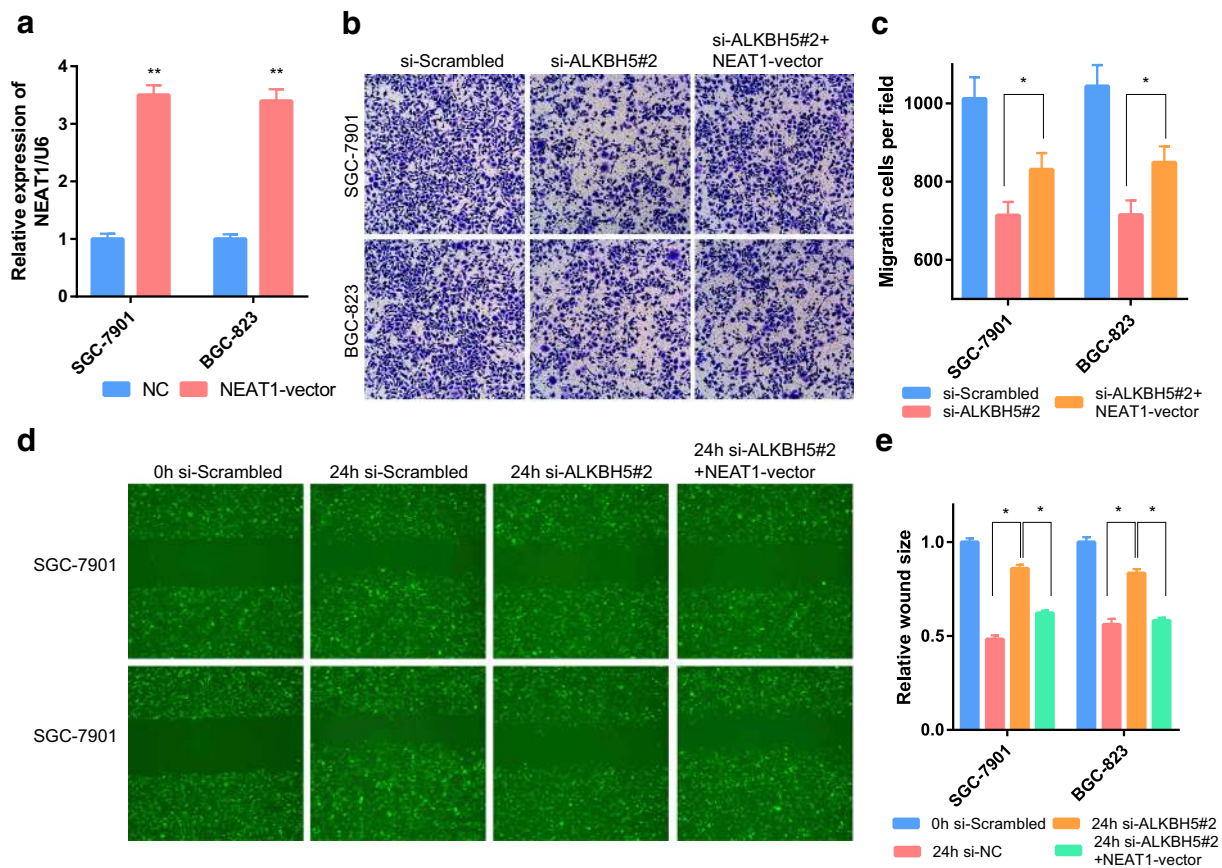 a
Relative expression of
NEAT1/U6
4
3
2
1
0
**
**
SGC-7901
BGC-823
NC
NEAT1-vector
b
si-Scrambled
si-ALKBH5#2
si-ALKBH5#2+
NEAT1-vector
SGC-7901
BGC-823
c
Migration cells per field
1000
800
600
*
*
SGC-7901
BGC-823
si-Scrambled
si-ALKBH5#2
si-ALKBH5#2+
NEAT1-vector
d
0h si-Scrambled
24h si-Scrambled
24h si-ALKBH5#2
24h si-ALKBH5#2
+NEAT1-vector
SGC-7901
SGC-7901
e
Relative wound size
1.0
0.5
0.0
*
*
*
*
SGC-7901
BGC-823
0h si-Scrambled
24h si-NC
24h si-ALKBH5#2
24h si-ALKBH5#2
+NEAT1-vector